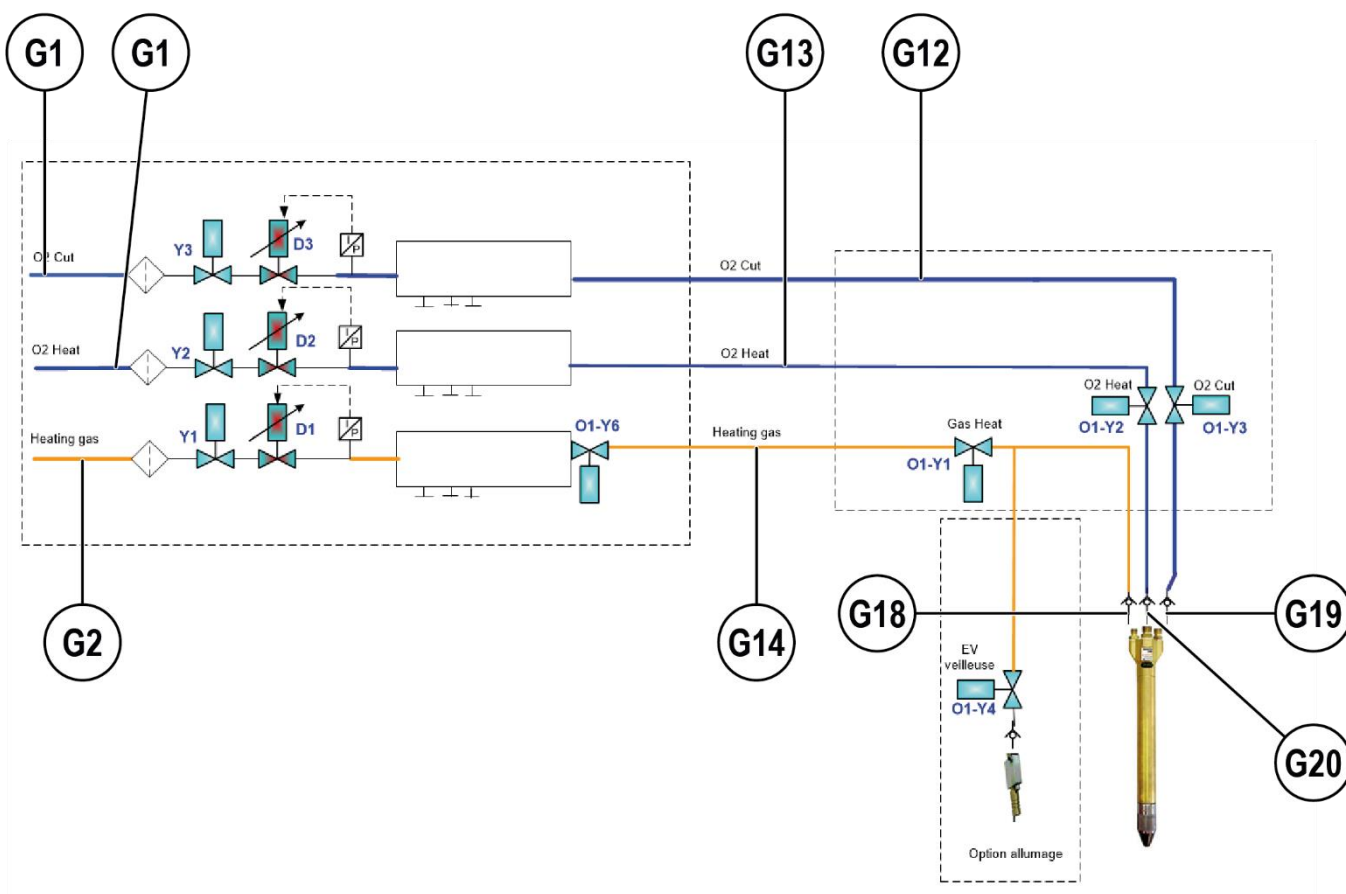 G1
G1
G13
G12
Y3
D3
I
P
O2 Cut
O2 Cut
Y2
D2
I
P
O2 Heat
O2 Heat
O2 Heat
O2 Cut
O1-Y2
O1-Y3
Y1
D1
I
P
Heating gas
O1-Y6
Heating gas
Gas Heat
O1-Y1
G2
G14
G18
G19
EV
veilleuse
O1-Y4
G20
Option allumage